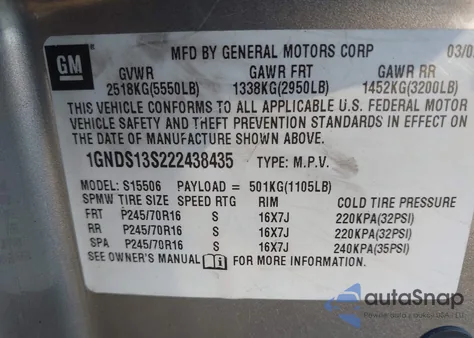 GM
MFD BY GENERAL MOTORS CORP 03/0
GVWR GAWR FRT GAWR RR
2518KG(5550LB) 1338KG(2950LB) 1452KG(3200LB)
THIS VEHICLE CONFORMS TO ALL APPLICABLE U.S. FEDERAL MOTOR
VEHICLE SAFETY AND THEFT PREVENTION STANDARDS IN EFFECT ON
THE DATE OF MANUFACTURE SHOWN ABOVE.
1GNDS13S222438435 TYPE: M.P.V.
MODEL: S15506 PAYLOAD = 501KG(1105LB)
SPMW TIRE SIZE SPEED RTG RIM COLD TIRE PRESSURE
FRT P245/70R16 S 16X7J 220KPA(32PSI)
RR P245/70R16 S 16X7J 220KPA(32PSI)
SPA P245/70R16 S 16X7J 240KPA(35PSI)
SEE OWNER'S MANUAL FOR MORE INFORMATION.
autoSnap